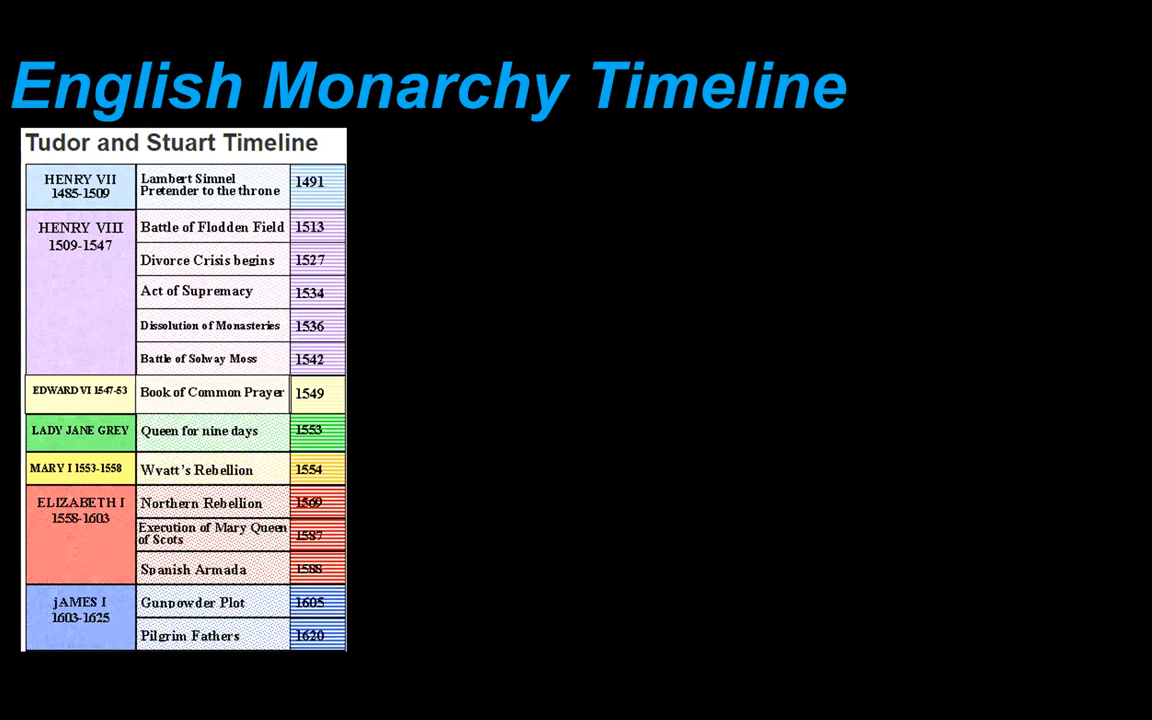 English Monarchy Timeline
Tudor and Stuart Timeline
HENRY VII
1485-1509
Lambert Simnel
Pretender to the throne
1491
HENRY VIII
1509-1547
Battle of Flodden Field
1513
Divorce Crisis begins
1527
Act of Supremacy
1534
Dissolution of Monasteries
1536
Battle of Solway Moss
1542
EDWARD VI 1547-53
Book of Common Prayer
1549
LADY JANE GREY
Queen for nine days
1553
MARY I 1553-1558
Wyatt's Rebellion
1554
ELIZABETH I
1558-1603
Northern Rebellion
1569
Execution of Mary Queen
of Scots
1587
Spanish Armada
1588
jAMES I
1603-1625
Gunpowder Plot
1605
Pilgrim Fathers
1620